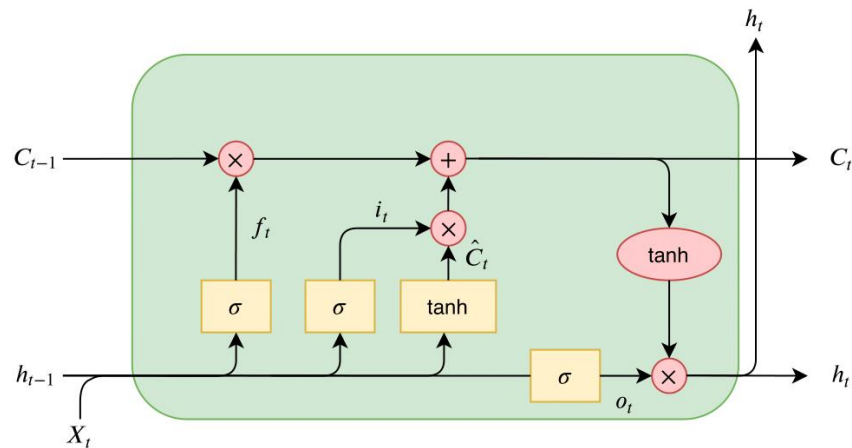 h_t
C_{t-1} × + C_t
f_t i_t × Ĉ_t tanh
σ σ tanh
h_{t-1} σ o_t × h_t
X_t